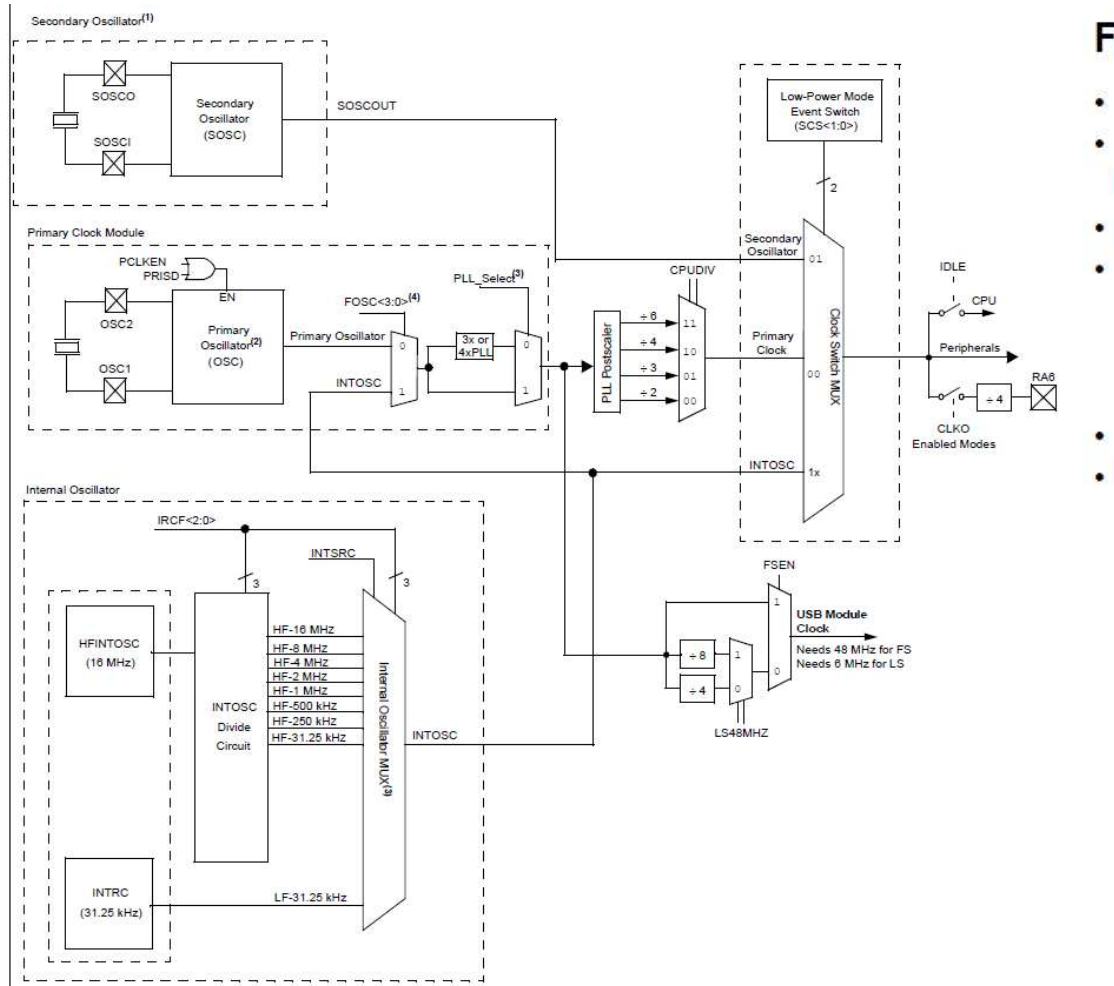 Secondary Oscillator(1)
SOSCO
SOSCI
Secondary
Oscillator
(SOSC)
SOSCOUT
Low-Power Mode
Event Switch
(SCS<1:0>)
2
Primary Clock Module
PCLKEN
PRISD
EN
OSC2
OSC1
Primary
Oscillator(2)
(OSC)
Primary Oscillator
INTOSC
FOSC<3:0>(4)
0
1
PLL_Select(3)
3x or
4xPLL
0
1
PLL Postscaler
÷ 6
÷ 4
÷ 3
÷ 2
CPUDIV
11
10
01
00
Secondary
Oscillator
01
Primary
Clock
00
INTOSC
1x
Clock Switch MUX
IDLE
CPU
Peripherals
RA6
÷ 4
CLKO
Enabled Modes
Internal Oscillator
IRCF<2:0>
INTSRC
3
3
HFINTOSC
(16 MHz)
INTOSC
Divide
Circuit
HF-16 MHz
HF-8 MHz
HF-4 MHz
HF-2 MHz
HF-1 MHz
HF-500 kHz
HF-250 kHz
HF-31.25 kHz
Internal Oscillator MUX(3)
INTOSC
INTRC
(31.25 kHz)
LF-31.25 kHz
FSEN
1
0
÷ 8
÷ 4
1
0
LS48MHZ
USB Module
Clock
Needs 48 MHz for FS
Needs 6 MHz for LS
F